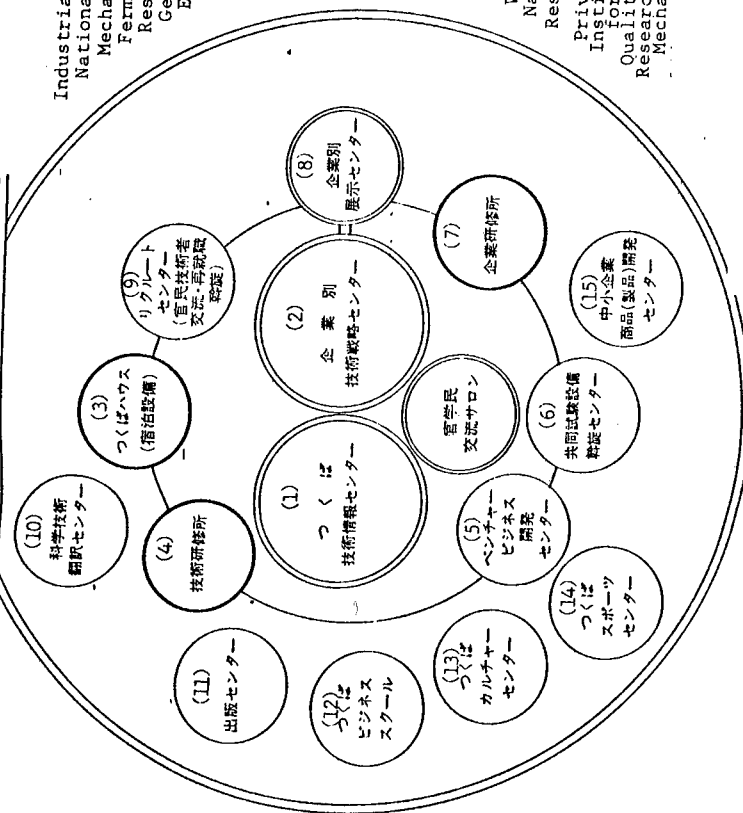 Industrial
National
Mecha
Ferm
Res
Ge
E
W
Na
Res
Priv
Insti
for
Qualit
Researc
Mecha
(1)
つくば
技術情報センター
(2)
企業別
技術戦略センター
官学民
交流サロン
(3)
つくばハウス
(宿泊設備)
(4)
技術研修所
(5)
ベンチャー
ビジネス
開発
センター
(6)
共同試験設備
斡旋センター
(7)
企業研修所
(8)
企業別
展示センター
(9)
リクルート
センター
(官民技術者
交流・再就職
斡旋)
(10)
科学技術
翻訳センター
(11)
出版センター
(12)
つくば
ビジネス
スクール
(13)
つくば
カルチャー
センター
(14)
つくば
スポーツ
センター
(15)
中小企業
商品(製品)開発
センター